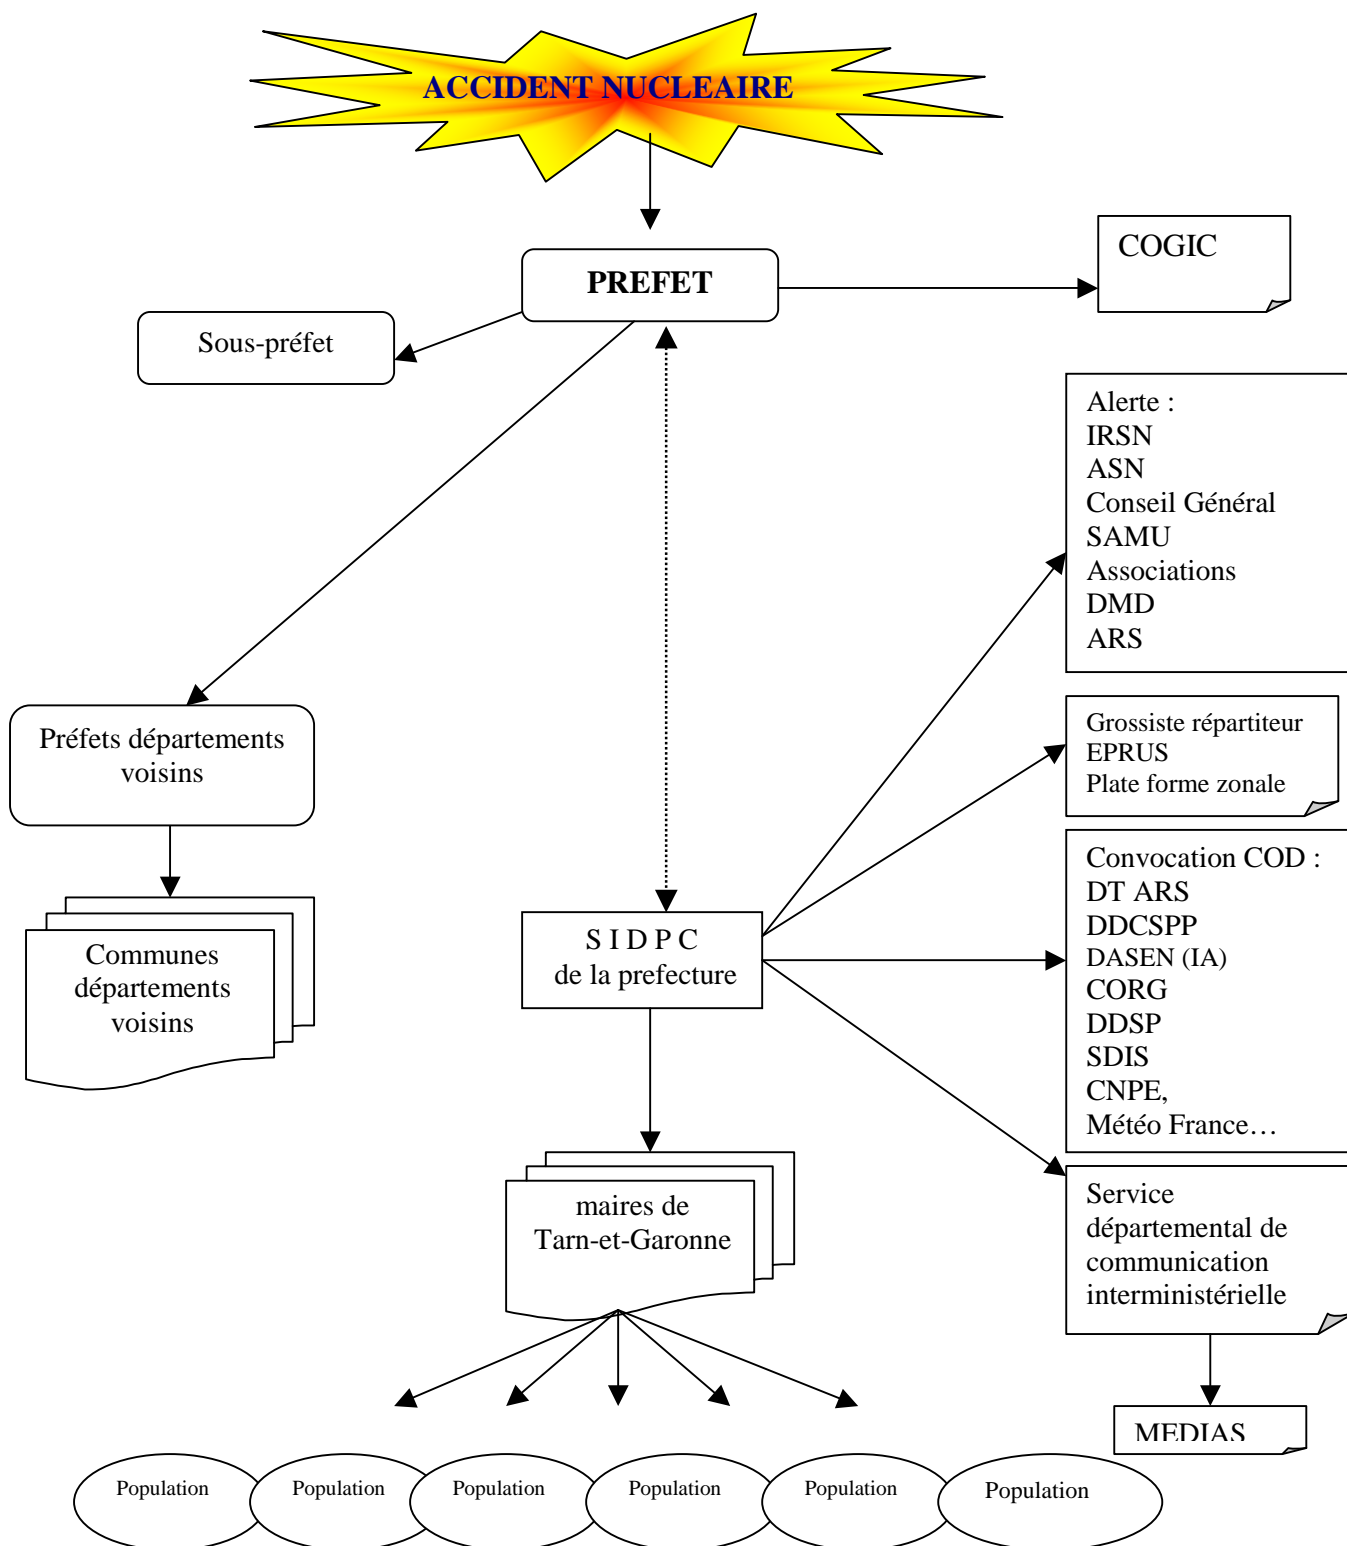 ACCIDENT NUCLEAIRE
PREFET
COGIC
Sous-préfet
Alerte :
IRSN
ASN
Conseil Général
SAMU
Associations
DMD
ARS
Préfets départements
voisins
Grossiste répartiteur
EPRUS
Plate forme zonale
Communes
départements
voisins
S I D P C
de la prefecture
Convocation COD :
DT ARS
DDCSPP
DASEN (IA)
CORG
DDSP
SDIS
CNPE,
Météo France…
maires de
Tarn-et-Garonne
Service
départemental de
communication
interministérielle
MEDIAS
Population
Population
Population
Population
Population
Population